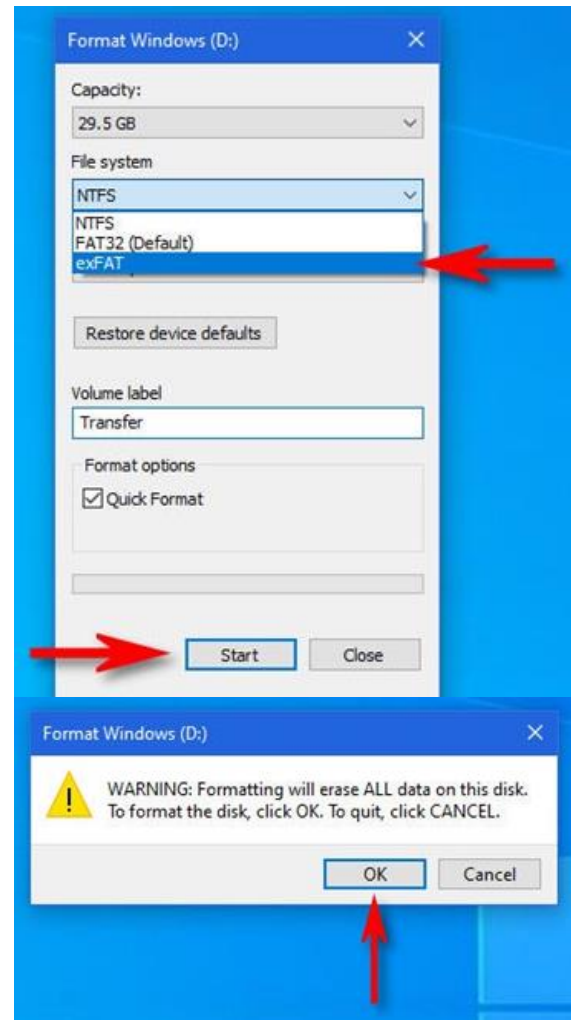 Format Windows (D:)
Capacity:
29.5 GB
File system
NTFS
NTFS
FAT32 (Default)
exFAT
Restore device defaults
Volume label
Transfer
Format options
Quick Format
Start Close
Format Windows (D:)
WARNING: Formatting will erase ALL data on this disk.
To format the disk, click OK. To quit, click CANCEL.
OK Cancel